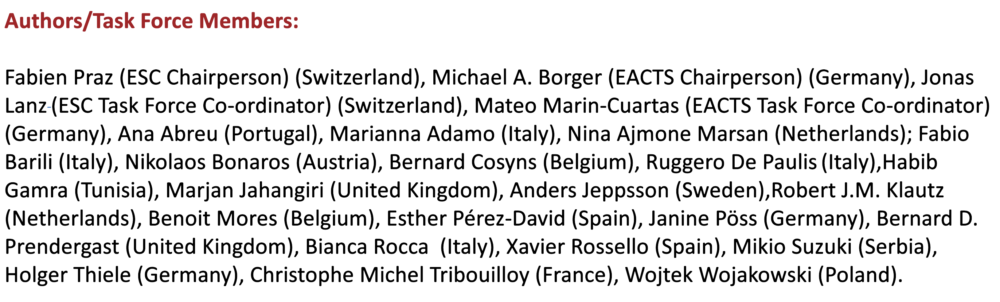 Authors/Task Force Members:
Fabien Praz (ESC Chairperson) (Switzerland), Michael A. Borger (EACTS Chairperson) (Germany), Jonas
Lanz-(ESC Task Force Co-ordinator) (Switzerland), Mateo Marin-Cuartas (EACTS Task Force Co-ordinator)
(Germany), Ana Abreu (Portugal), Marianna Adamo (Italy), Nina Ajmone Marsan (Netherlands); Fabio
Barili (Italy), Nikolaos Bonaros (Austria), Bernard Cosyns (Belgium), Ruggero De Paulis (Italy),Habib
Gamra (Tunisia), Marjan Jahangiri (United Kingdom), Anders Jeppsson (Sweden),Robert J.M. Klautz
(Netherlands), Benoit Mores (Belgium), Esther Pérez-David (Spain), Janine Pöss (Germany), Bernard D.
Prendergast (United Kingdom), Bianca Rocca  (Italy), Xavier Rossello (Spain), Mikio Suzuki (Serbia),
Holger Thiele (Germany), Christophe Michel Tribouilloy (France), Wojtek Wojakowski (Poland).